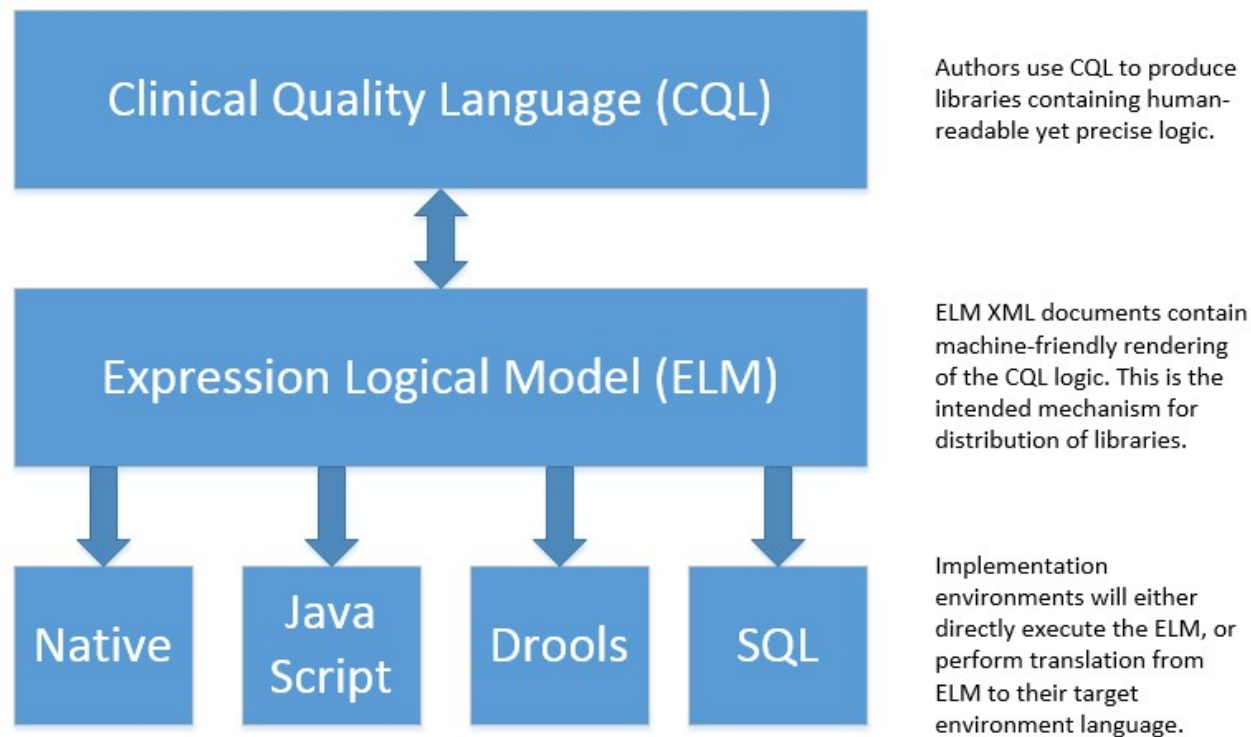 Clinical Quality Language (CQL)
Authors use CQL to produce
libraries containing human-
readable yet precise logic.
Expression Logical Model (ELM)
ELM XML documents contain
machine-friendly rendering
of the CQL logic. This is the
intended mechanism for
distribution of libraries.
Native
Java
Script
Drools
SQL
Implementation
environments will either
directly execute the ELM, or
perform translation from
ELM to their target
environment language.